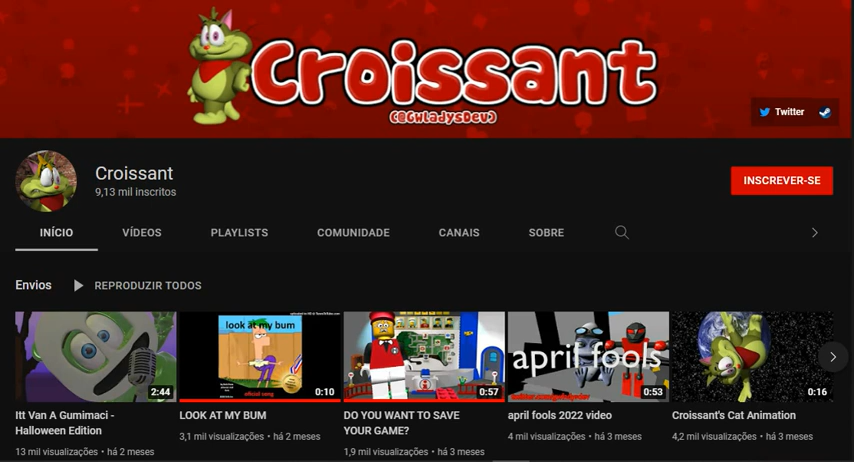 Croissant
(@GwladysDev)
Twitter
Croissant
9,13 mil inscritos
INSCREVER-SE
INÍCIO VÍDEOS PLAYLISTS COMUNIDADE CANAIS SOBRE
Envios REPRODUZIR TODOS
2:44
look at my bum
official song
0:10
0:57
april fools
0:53
0:16
Itt Van A Gumimaci -
Halloween Edition
13 mil visualizações • há 2 meses
LOOK AT MY BUM
3,1 mil visualizações • há 2 meses
DO YOU WANT TO SAVE
YOUR GAME?
1,9 mil visualizações • há 3 meses
april fools 2022 video
4 mil visualizações • há 3 meses
Croissant's Cat Animation
4,2 mil visualizações • há 3 meses